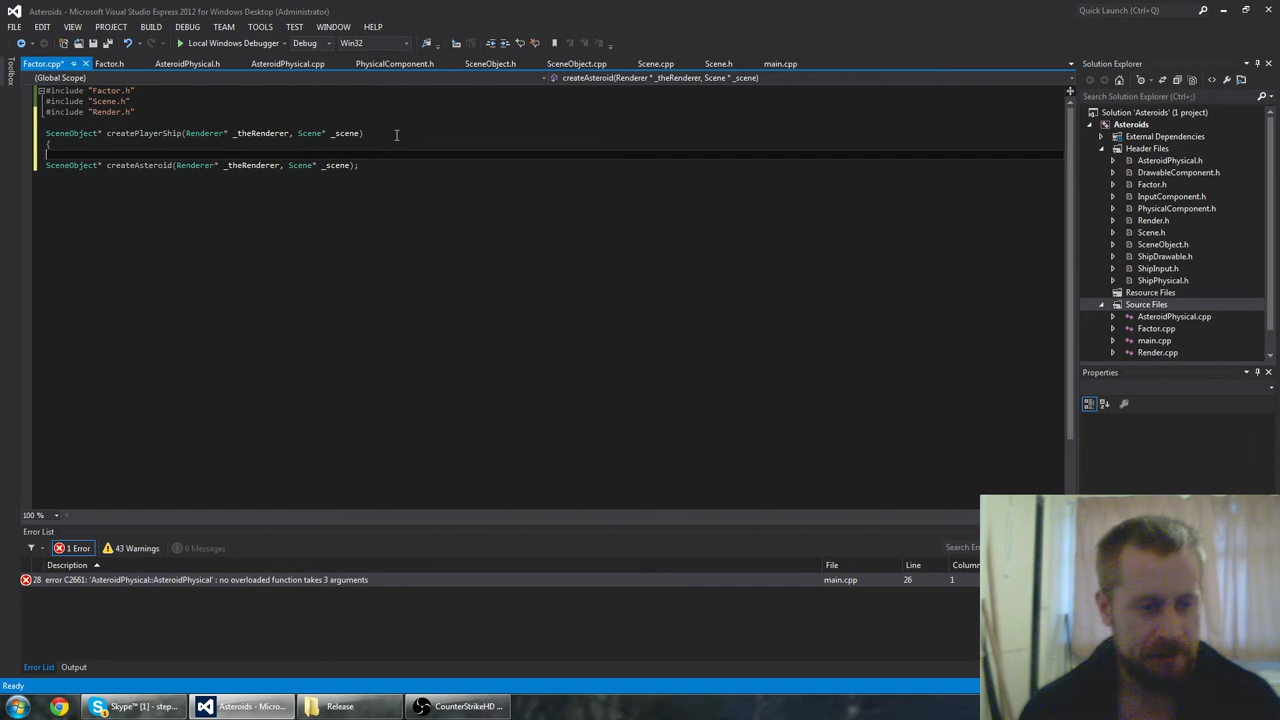 Asteroids - Microsoft Visual Studio Express 2012 for Windows Desktop (Administrator)
Quick Launch (Ctrl+Q)
FILE EDIT VIEW PROJECT BUILD DEBUG TEAM TOOLS TEST WINDOW HELP
Local Windows Debugger Debug Win32
Toolbox
Factor.cpp* Factor.h AsteroidPhysical.h AsteroidPhysical.cpp PhysicalComponent.h SceneObject.h SceneObject.cpp Scene.cpp Scene.h main.cpp
(Global Scope) createAsteroid(Renderer * _theRenderer, Scene * _scene)
#include "Factor.h"
#include "Scene.h"
#include "Render.h"
SceneObject* createPlayerShip(Renderer* _theRenderer, Scene* _scene)
{
SceneObject* createAsteroid(Renderer* _theRenderer, Scene* _scene);
100 %
Solution Explorer
Search Solution Explorer (Ctrl+;)
Solution 'Asteroids' (1 project)
Asteroids
External Dependencies
Header Files
AsteroidPhysical.h
DrawableComponent.h
Factor.h
InputComponent.h
PhysicalComponent.h
Render.h
Scene.h
SceneObject.h
ShipDrawable.h
ShipInput.h
ShipPhysical.h
Resource Files
Source Files
AsteroidPhysical.cpp
Factor.cpp
main.cpp
Render.cpp
Properties
Error List
1 Error 43 Warnings 0 Messages Search Err
Description File Line Column
28 error C2661: 'AsteroidPhysical::AsteroidPhysical' : no overloaded function takes 3 arguments main.cpp 26 1
Error List Output
Ready
Skype™ [1] - step... Asteroids - Micro... Release CounterStrikeHD ...